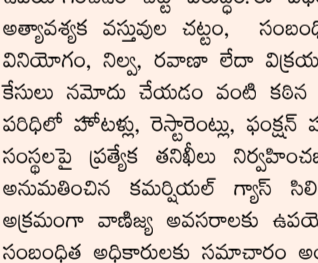 అత్యావశ్యక వస్తువుల చట్టం, సంబంధి
వినియోగం, నిల్వ, రవాణా లేదా విక్రయ
కేసులు నమోదు చేయడం వంటి కఠిన
పరిధిలో హోటళ్లు, రెస్టారెంట్లు, ఫంక్షన్ హ
సంస్థలపై ప్రత్యేక తనిఖీలు నిర్వహించణ
అనుమతించిన కమర్షియల్ గ్యాస్ సిలి
అక్రమంగా వాణిజ్య అవసరాలకు ఉపయొ
సంబంధిత అధికారులకు సమాచారం అం